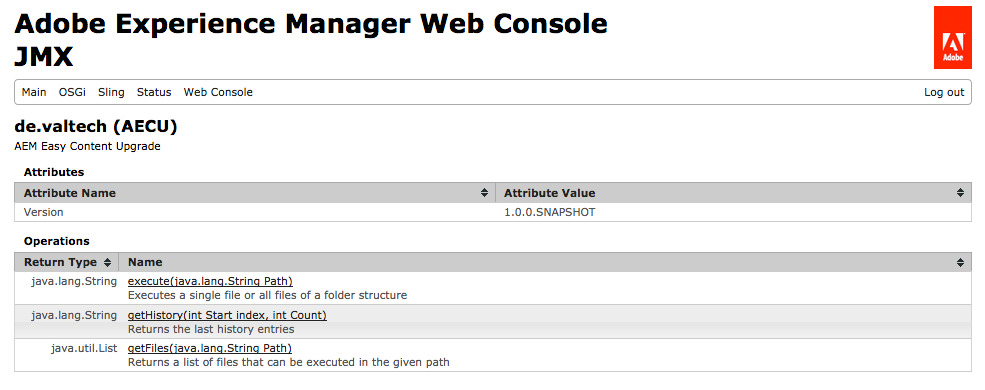 Adobe Experience Manager Web Console
JMX
Adobe
Main OSGi Sling Status Web Console Log out
de.valtech (AECU)
AEM Easy Content Upgrade
Attributes
Attribute Name Attribute Value
Version 1.0.0.SNAPSHOT
Operations
Return Type Name
java.lang.String execute(java.lang.String Path)
Executes a single file or all files of a folder structure
java.lang.String getHistory(int Start index, int Count)
Returns the last history entries
java.util.List getFiles(java.lang.String Path)
Returns a list of files that can be executed in the given path